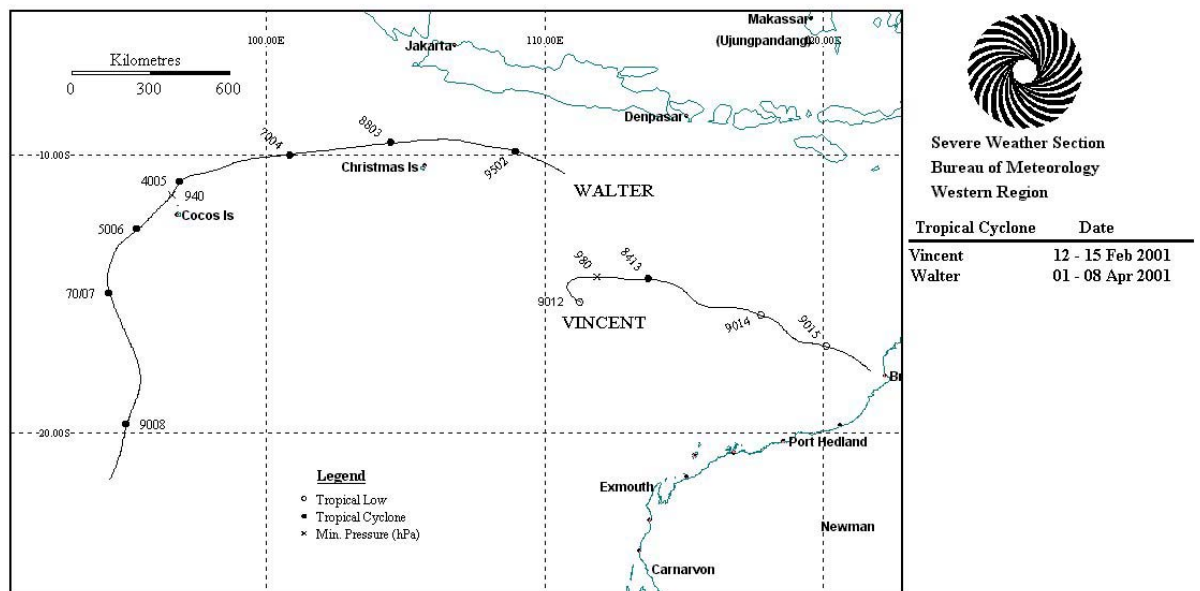 Makassar
(Ujungpandang)
100.00E
110.00E
120.00E
Jakarta
Kilometres
0 300 600
Denpasar
7004
8803
9502
10.00S
Christmas Is
4005
940
WALTER
Cocos Is
5006
980
8413
70/07
9012
VINCENT
9014
9015
Br
9008
20.00S
Port Hedland
Legend
Tropical Low
Tropical Cyclone
Min. Pressure (hPa)
Exmouth
Newman
Carnarvon
Severe Weather Section
Bureau of Meteorology
Western Region
Tropical Cyclone Date
Vincent 12 - 15 Feb 2001
Walter 01 - 08 Apr 2001